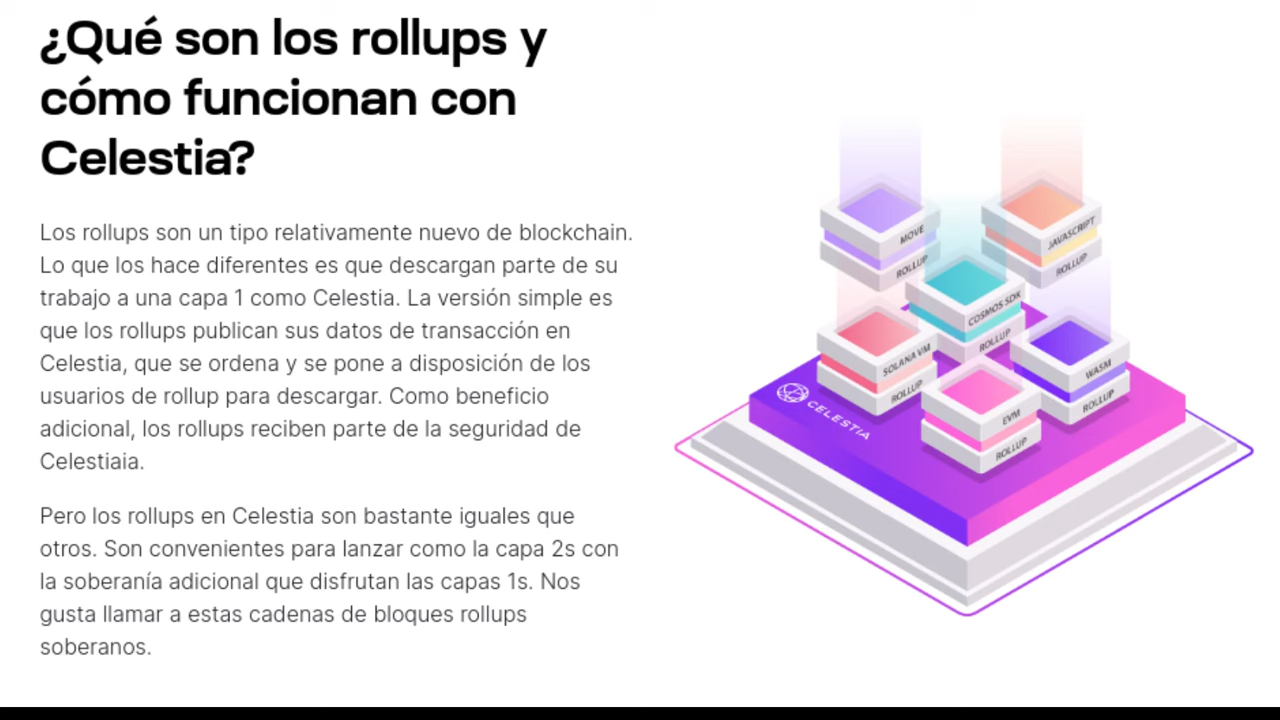 ¿Qué son los rollups y
cómo funcionan con
Celestia?
Los rollups son un tipo relativamente nuevo de blockchain.
Lo que los hace diferentes es que descargan parte de su
trabajo a una capa 1 como Celestia. La versión simple es
que los rollups publican sus datos de transacción en
Celestia, que se ordena y se pone a disposición de los
usuarios de rollup para descargar. Como beneficio
adicional, los rollups reciben parte de la seguridad de
Celestiaia.
Pero los rollups en Celestia son bastante iguales que
otros. Son convenientes para lanzar como la capa 2s con
la soberanía adicional que disfrutan las capas 1s. Nos
gusta llamar a estas cadenas de bloques rollups
soberanos.
MOVE
ROLLUP
JAVASCRIPT
ROLLUP
COSMOS SDK
ROLLUP
SOLANA VM
ROLLUP
WASM
ROLLUP
EVM
ROLLUP
CELESTIA